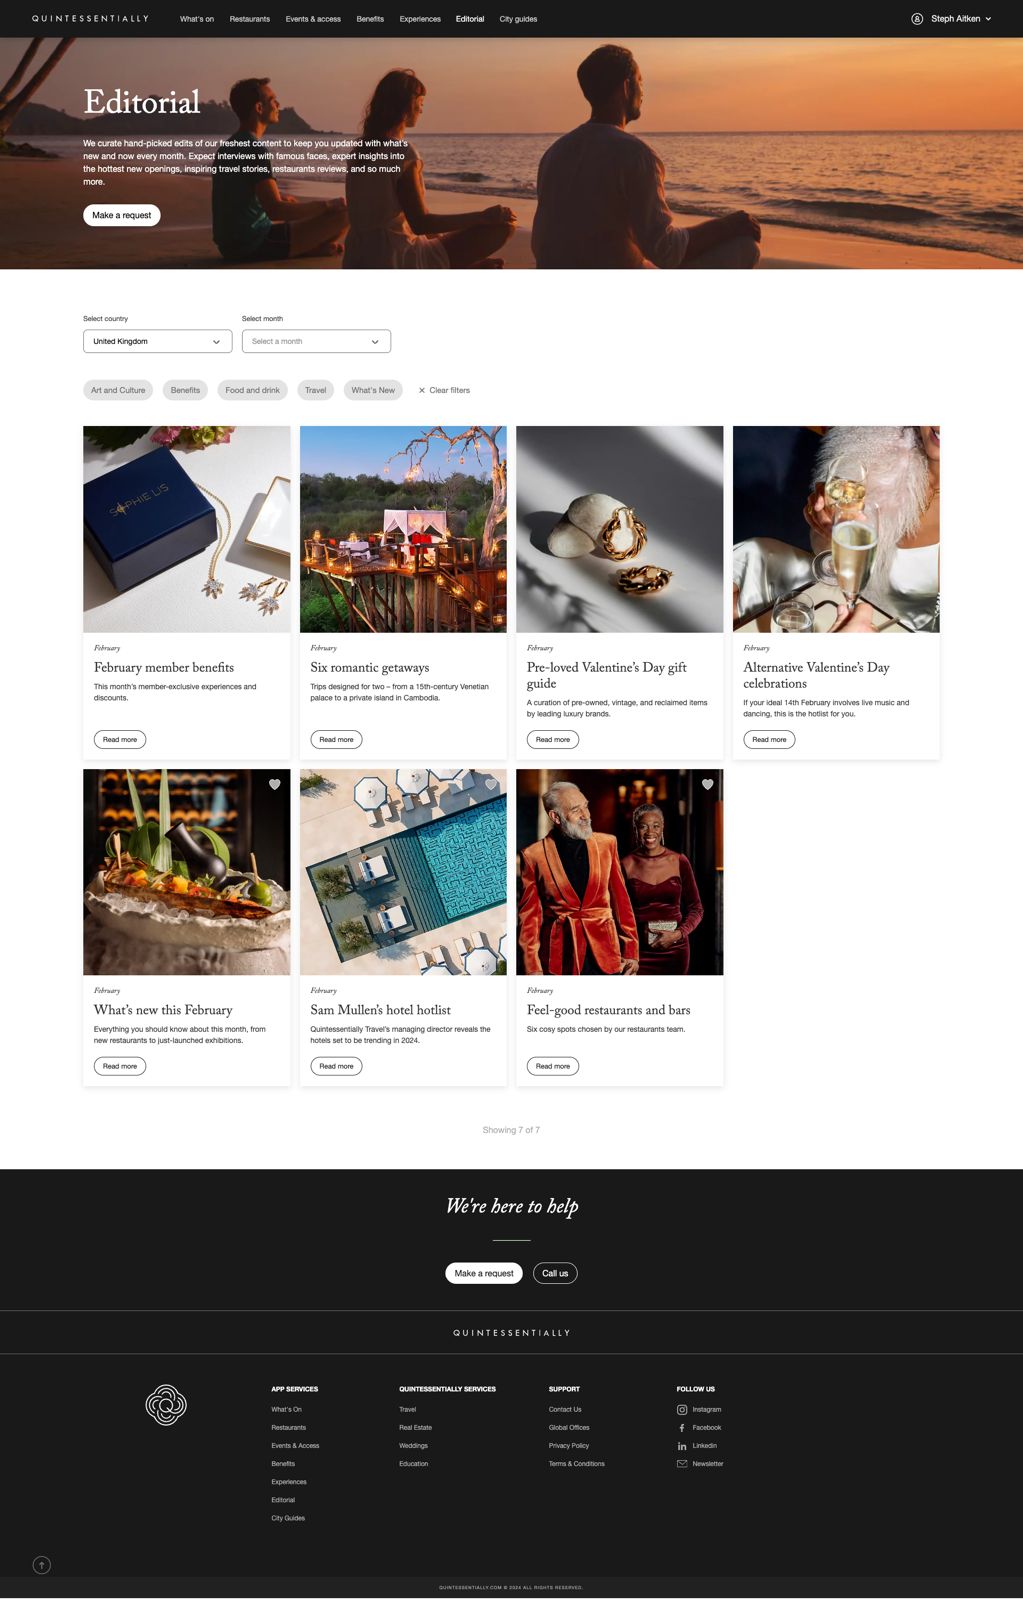 QUINTESSENTIALLY
What's on
Restaurants
Events & access
Benefits
Experiences
Editorial
City guides
Steph Aitken
Editorial
We curate hand-picked edits of our freshest content to keep you updated with what's
new and now every month. Expect interviews with famous faces, expert insights into
the hottest new openings, inspiring travel stories, restaurants reviews, and so much
more.
Make a request
Select country
Select month
United Kingdom
Select a month
Art and Culture
Benefits
Food and drink
Travel
What's New
Clear filters
SOPHIE LIS
February
February member benefits
This month's member-exclusive experiences and
discounts.
Read more
February
Six romantic getaways
Trips designed for two – from a 15th-century Venetian
palace to a private island in Cambodia.
Read more
February
Pre-loved Valentine's Day gift
guide
A curation of pre-owned, vintage, and reclaimed items
by leading luxury brands.
Read more
February
Alternative Valentine's Day
celebrations
If your ideal 14th February involves live music and
dancing, this is the hotlist for you.
Read more
February
What's new this February
Everything you should know about this month, from
new restaurants to just-launched exhibitions.
Read more
February
Sam Mullen's hotel hotlist
Quintessentially Travel's managing director reveals the
hotels set to be trending in 2024.
Read more
February
Feel-good restaurants and bars
Six cosy spots chosen by our restaurants team.
Read more
Showing 7 of 7
We're here to help
Make a request
Call us
QUINTESSENTIALLY
APP SERVICES
What's On
Restaurants
Events & Access
Benefits
Experiences
Editorial
City Guides
QUINTESSENTIALLY SERVICES
Travel
Real Estate
Weddings
Education
SUPPORT
Contact Us
Global Offices
Privacy Policy
Terms & Conditions
FOLLOW US
Instagram
Facebook
Linkedin
Newsletter
QUINTESSENTIALLY.COM © 2024 ALL RIGHTS RESERVED.